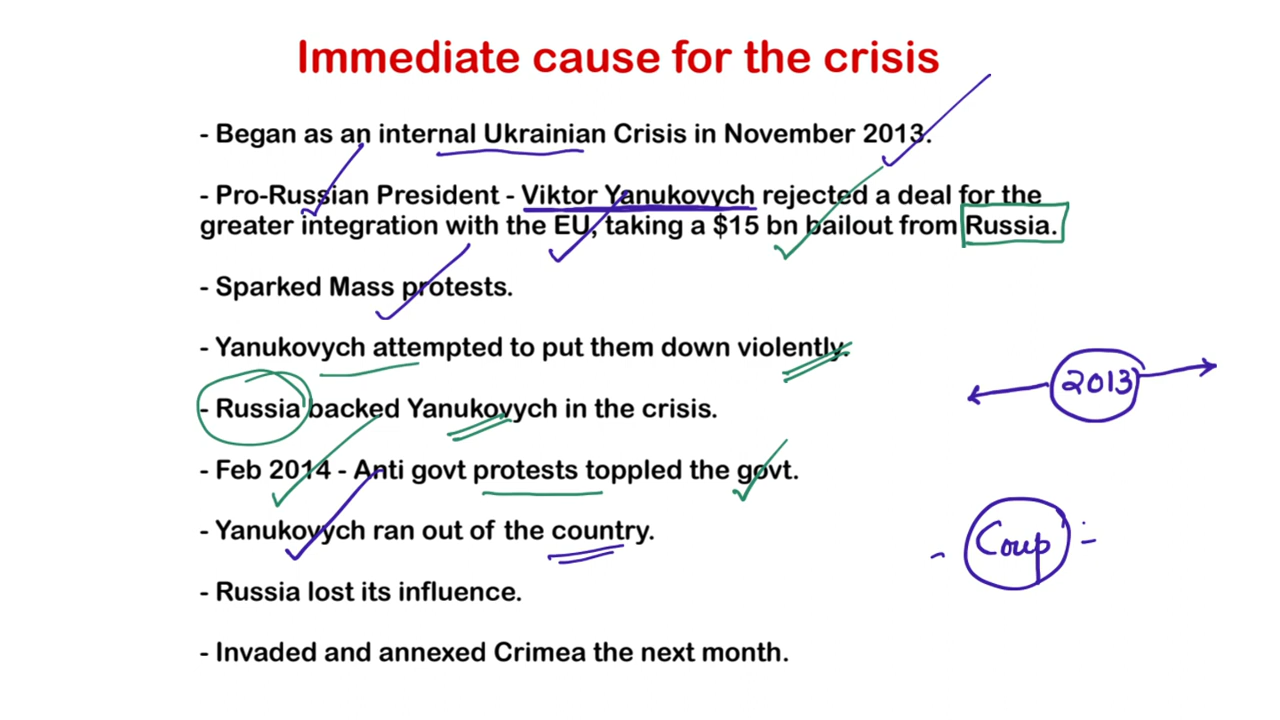 Immediate cause for the crisis
- Began as an internal Ukrainian Crisis in November 2013.
- Pro-Russian President - Viktor Yanukovych rejected a deal for the
greater integration with the EU, taking a $15 bn bailout from Russia.
- Sparked Mass protests.
- Yanukovych attempted to put them down violently.
2013
- Russia backed Yanukovych in the crisis.
- Feb 2014 - Anti govt protests toppled the govt.
- Yanukovych ran out of the country.
- Coup =
- Russia lost its influence.
- Invaded and annexed Crimea the next month.